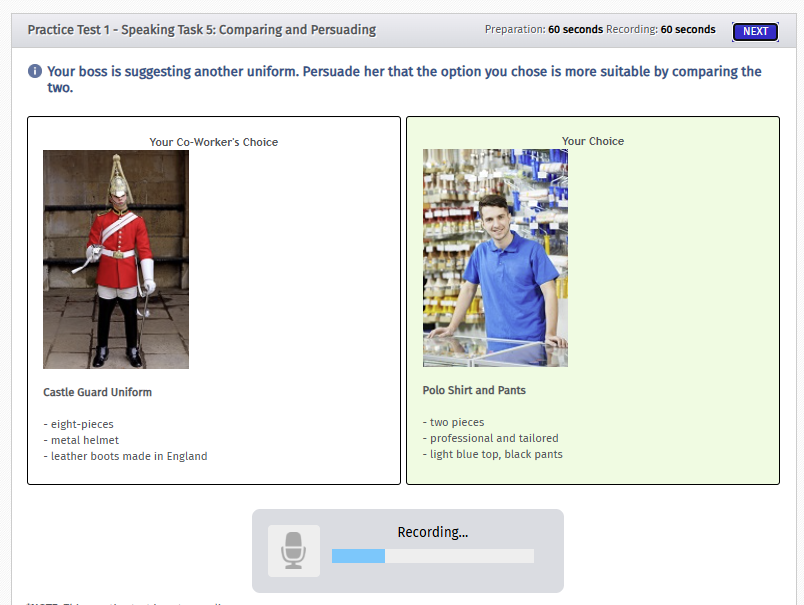 Practice Test 1 - Speaking Task 5: Comparing and Persuading
Preparation: 60 seconds Recording: 60 seconds
NEXT
Your boss is suggesting another uniform. Persuade her that the option you chose is more suitable by comparing the
two.
Your Co-Worker's Choice
Castle Guard Uniform
- eight-pieces
- metal helmet
- leather boots made in England
Your Choice
Polo Shirt and Pants
- two pieces
- professional and tailored
- light blue top, black pants
Recording...